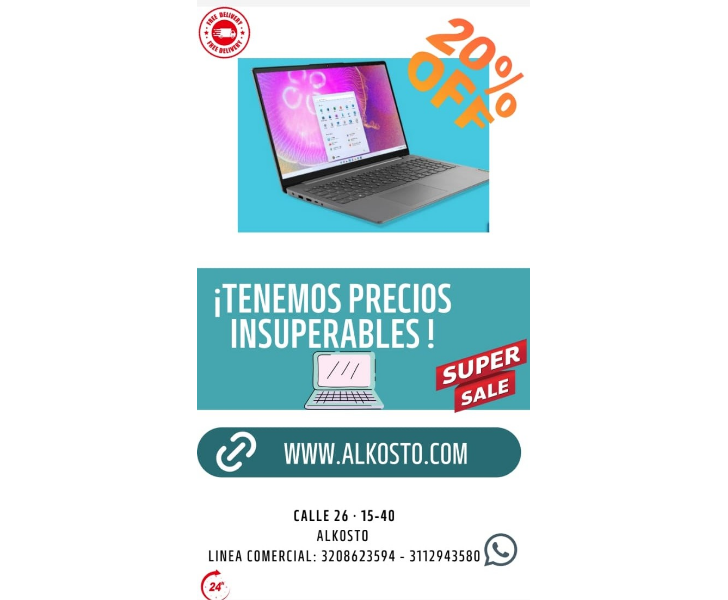 FREE DELIVERY
FREE DELIVERY
20%
OFF
¡TENEMOS PRECIOS
INSUPERABLES !
SUPER
SALE
WWW.ALKOSTO.COM
CALLE 26 · 15-40
ALKOSTO
LINEA COMERCIAL: 3208623594 - 3112943580
24